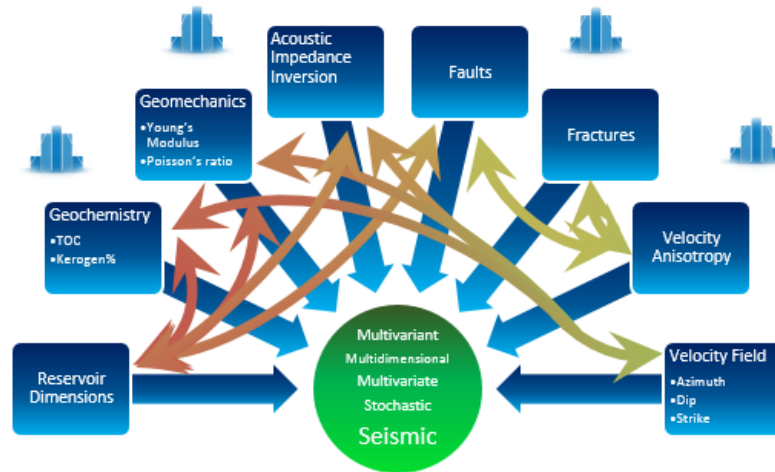 Acoustic
Impedance
Inversion
Faults
Geomechanics
•Young's
Modulus
•Poisson's ratio
Fractures
Geochemistry
•TOC
•Kerogen%
Velocity
Anisotropy
Reservoir
Dimensions
Multivariant
Multidimensional
Multivariate
Stochastic
Seismic
Velocity Field
•Azimuth
•Dip
•Strike